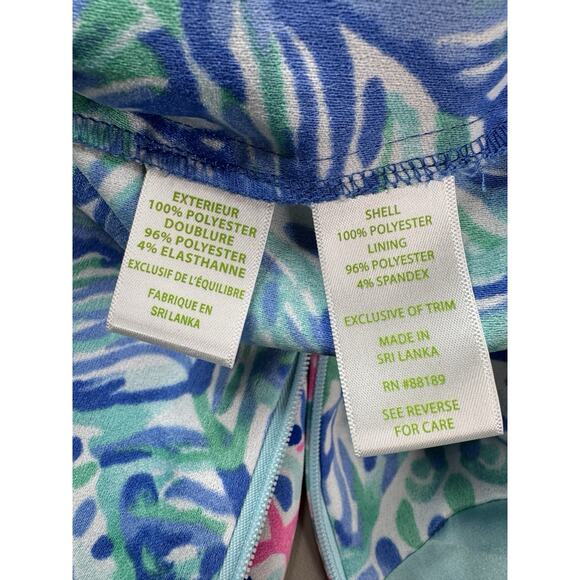 EXTERIEUR
100% POLYESTER
DOUBLURE
96% POLYESTER
4% ELASTHANNE
EXCLUSIF DE L'ÉQUILIBRE
FABRIQUE EN
SRI LANKA
SHELL
100% POLYESTER
LINING
96% POLYESTER
4% SPANDEX
EXCLUSIVE OF TRIM
MADE IN
SRI LANKA
RN #88189
SEE REVERSE
FOR CARE